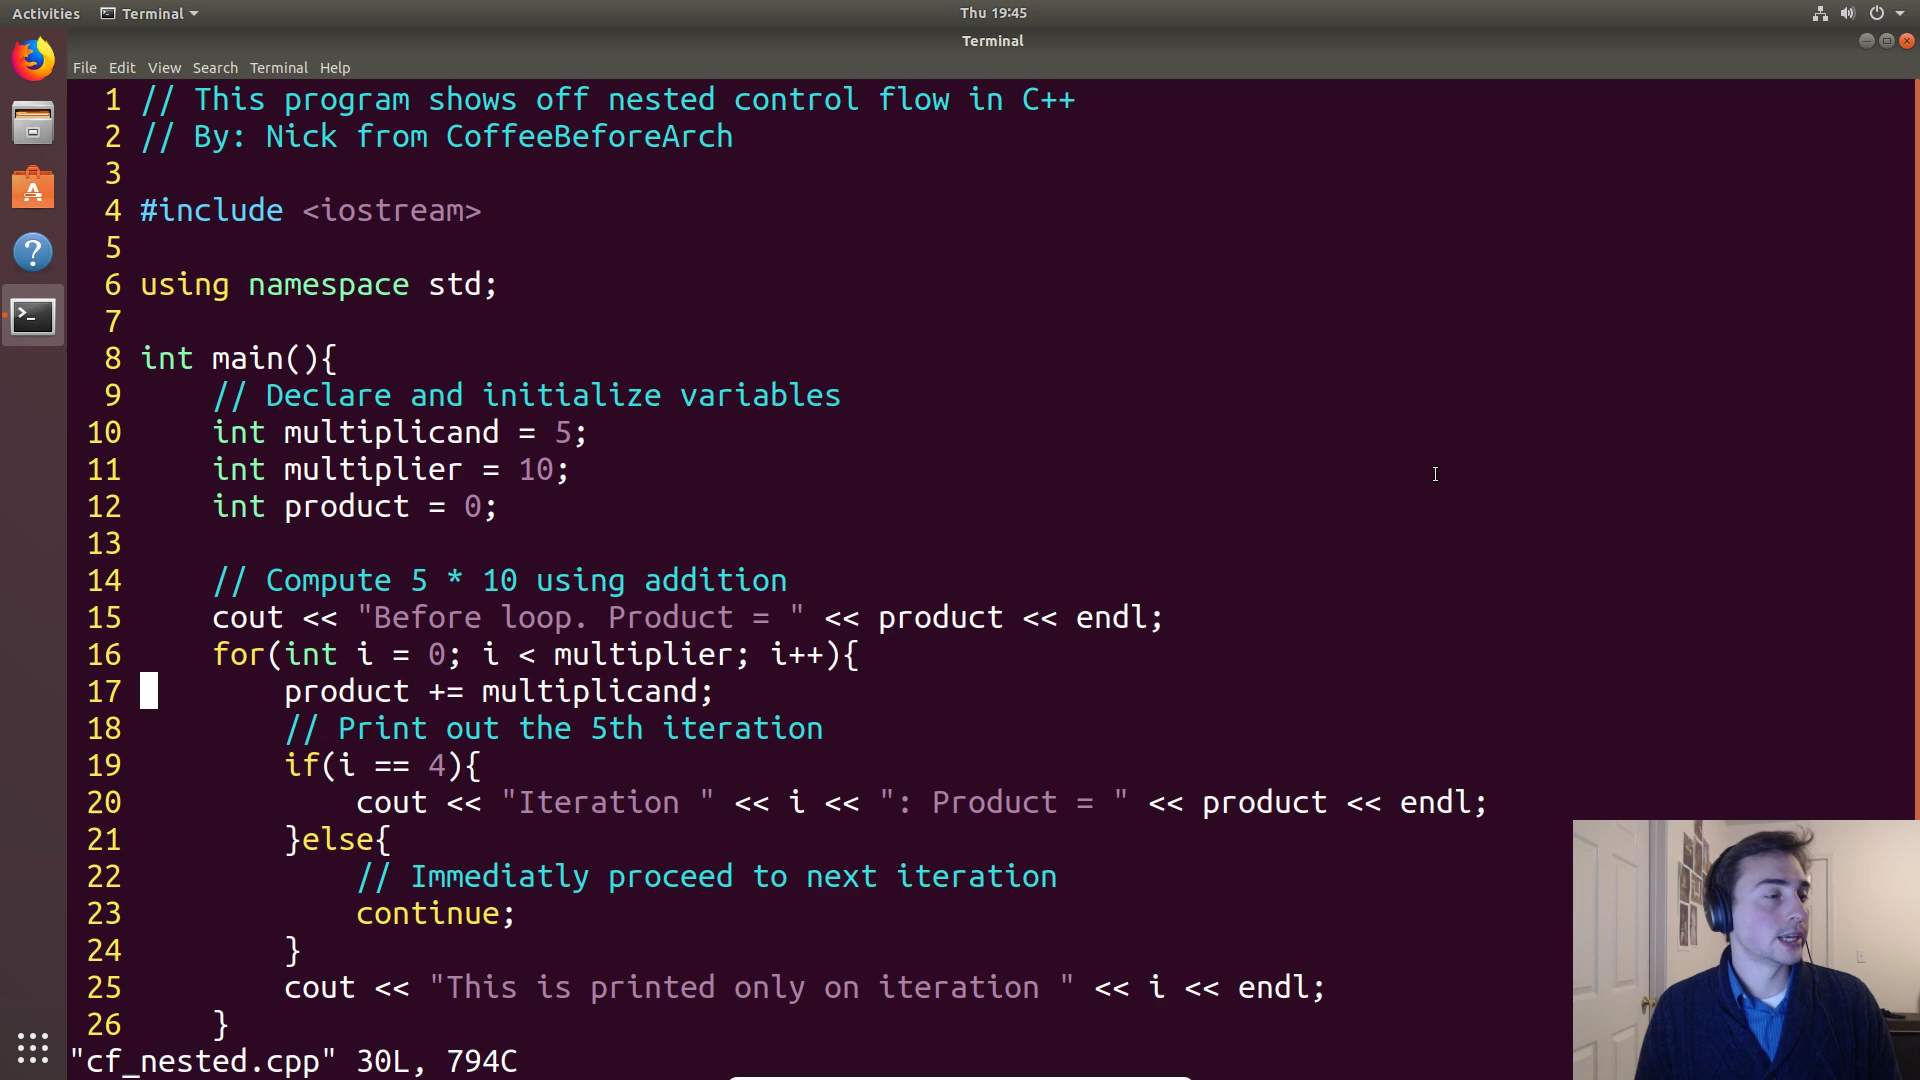 Activities Terminal Thu 19:45
Terminal
File Edit View Search Terminal Help
1 // This program shows off nested control flow in C++
2 // By: Nick from CoffeeBeforeArch
3
4 #include <iostream>
5
6 using namespace std;
7
8 int main(){
9     // Declare and initialize variables
10     int multiplicand = 5;
11     int multiplier = 10;
12     int product = 0;
13
14     // Compute 5 * 10 using addition
15     cout << "Before loop. Product = " << product << endl;
16     for(int i = 0; i < multiplier; i++){
17         product += multiplicand;
18         // Print out the 5th iteration
19         if(i == 4){
20             cout << "Iteration " << i << ": Product = " << product << endl;
21         }else{
22             // Immediatly proceed to next iteration
23             continue;
24         }
25         cout << "This is printed only on iteration " << i << endl;
26     }
"cf_nested.cpp" 30L, 794C